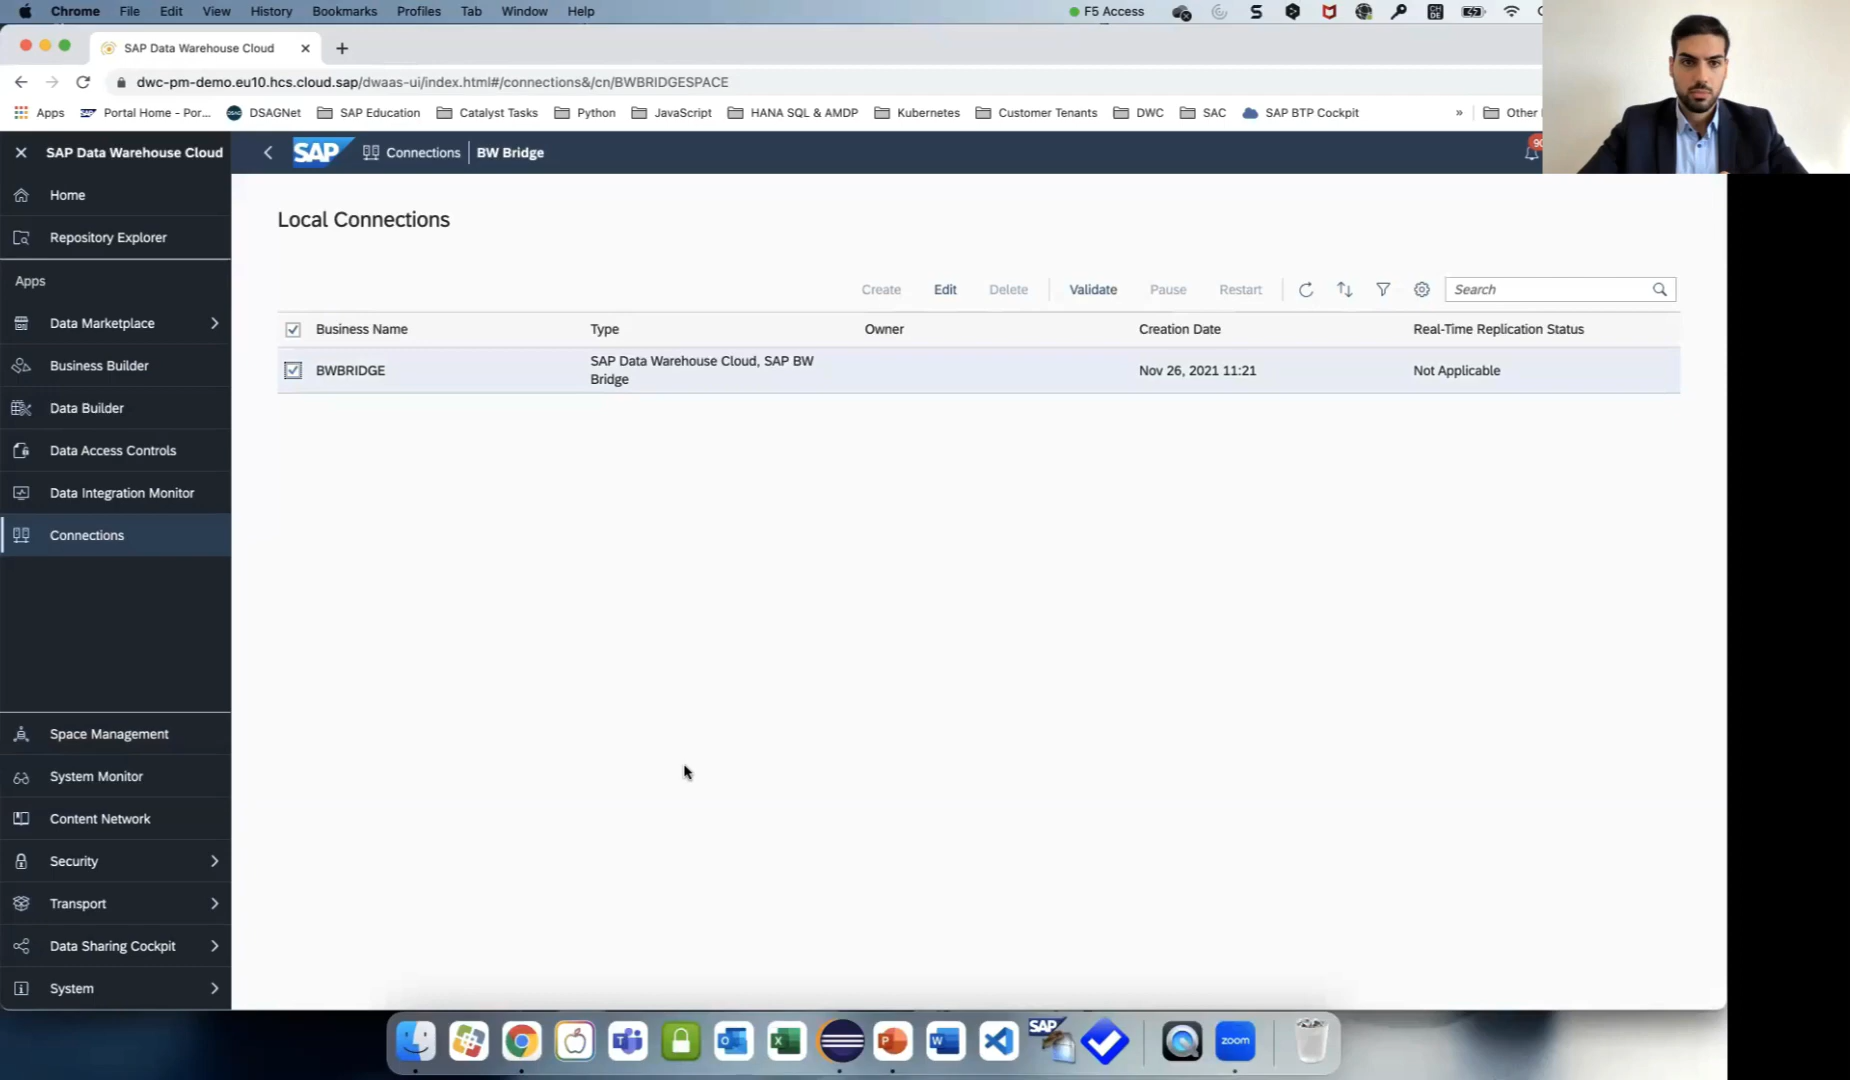 Chrome File Edit View History Bookmarks Profiles Tab Window Help F5 Access
SAP Data Warehouse Cloud
dwc-pm-demo.eu10.hcs.cloud.sap/dwaas-ui/index.html#/connections&/cn/BWBRIDGESPACE
Apps Portal Home - Por... DSAGNet SAP Education Catalyst Tasks Python JavaScript HANA SQL & AMDP Kubernetes Customer Tenants DWC SAC SAP BTP Cockpit » Other
SAP Data Warehouse Cloud
SAP Connections BW Bridge
Home
Repository Explorer
Apps
Data Marketplace
Business Builder
Data Builder
Data Access Controls
Data Integration Monitor
Connections
Space Management
System Monitor
Content Network
Security
Transport
Data Sharing Cockpit
System
Local Connections
Create Edit Delete Validate Pause Restart Search
Business Name Type Owner Creation Date Real-Time Replication Status
BWBRIDGE SAP Data Warehouse Cloud, SAP BW Bridge Nov 26, 2021 11:21 Not Applicable
SAP
zoom